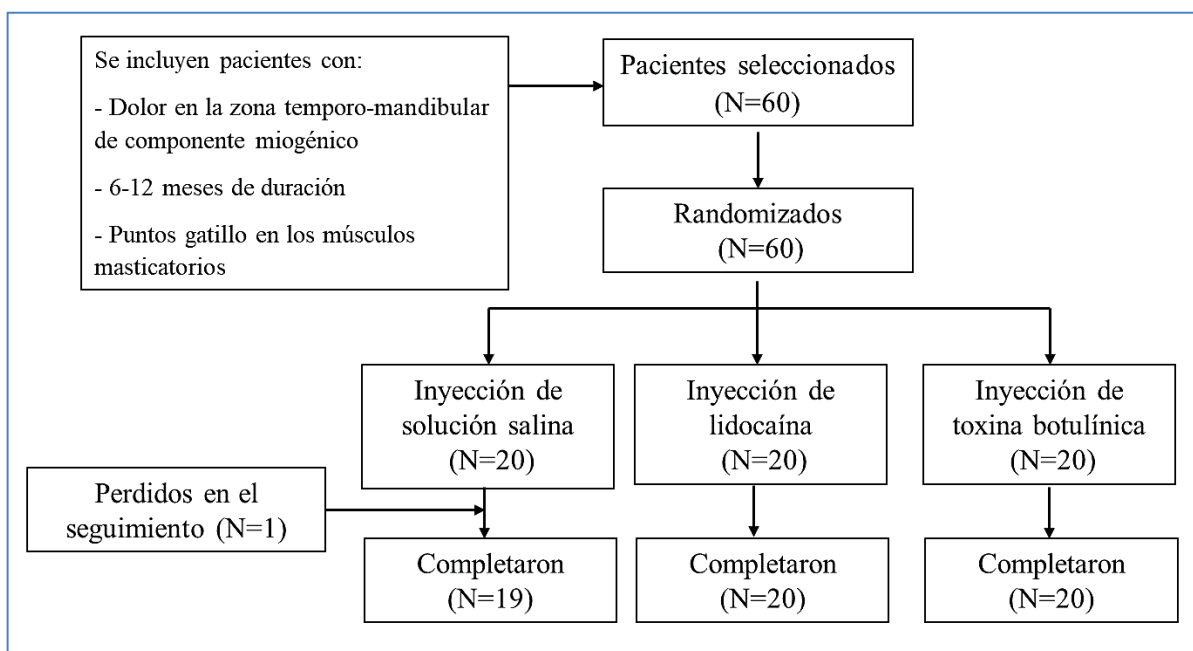 Se incluyen pacientes con:
- Dolor en la zona temporo-mandibular
de componente miogénico
- 6-12 meses de duración
- Puntos gatillo en los músculos
masticatorios
Pacientes seleccionados
(N=60)
Randomizados
(N=60)
Inyección de
solución salina
(N=20)
Inyección de
lidocaína
(N=20)
Inyección de
toxina botulínica
(N=20)
Perdidos en el
seguimiento (N=1)
Completaron
(N=19)
Completaron
(N=20)
Completaron
(N=20)